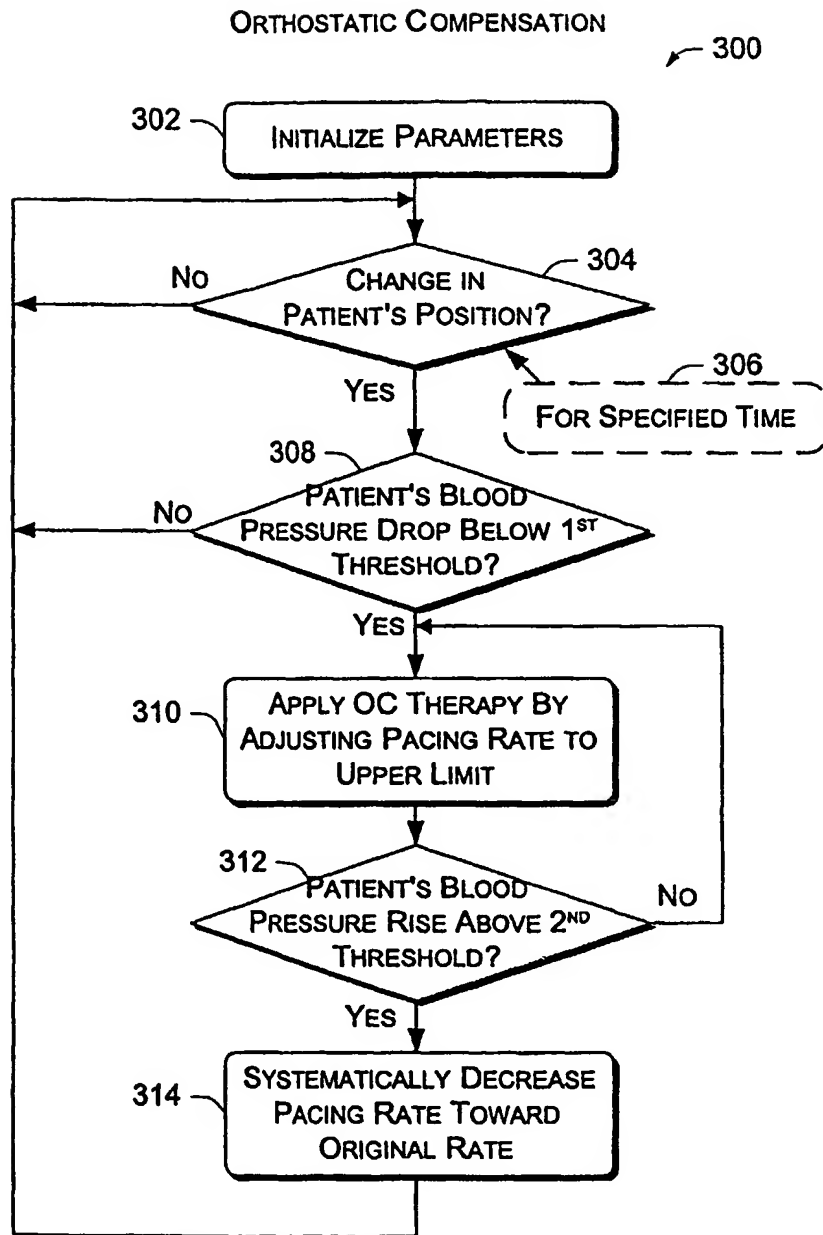 ORTHOSTATIC COMPENSATION
300
302
INITIALIZE PARAMETERS
304
NO
CHANGE IN
PATIENT'S POSITION?
306
YES
FOR SPECIFIED TIME
308
NO
PATIENT'S BLOOD
PRESSURE DROP BELOW 1ST
THRESHOLD?
YES
310
APPLY OC THERAPY BY
ADJUSTING PACING RATE TO
UPPER LIMIT
312
PATIENT'S BLOOD
PRESSURE RISE ABOVE 2ND
THRESHOLD?
NO
YES
314
SYSTEMATICALLY DECREASE
PACING RATE TOWARD
ORIGINAL RATE